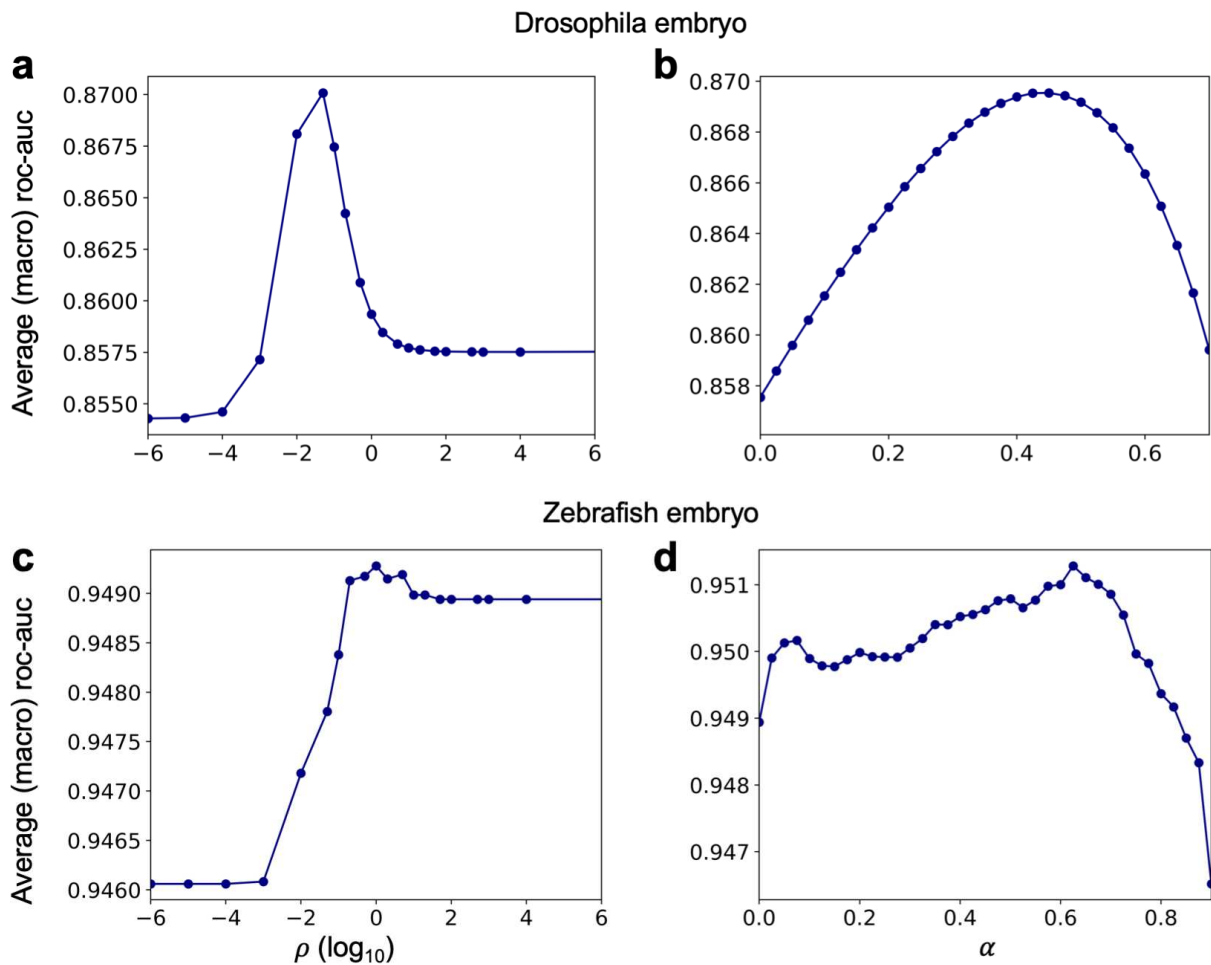 Drosophila embryo
a
b
Average (macro) roc-auc
0.8700
0.8675
0.8650
0.8625
0.8600
0.8575
0.8550
−6 −4 −2 0 2 4 6
0.870
0.868
0.866
0.864
0.862
0.860
0.858
0.0 0.2 0.4 0.6
Zebrafish embryo
c
d
Average (macro) roc-auc
0.9490
0.9485
0.9480
0.9475
0.9470
0.9465
0.9460
−6 −4 −2 0 2 4 6
ρ (log₁₀)
0.951
0.950
0.949
0.948
0.947
0.0 0.2 0.4 0.6 0.8
α